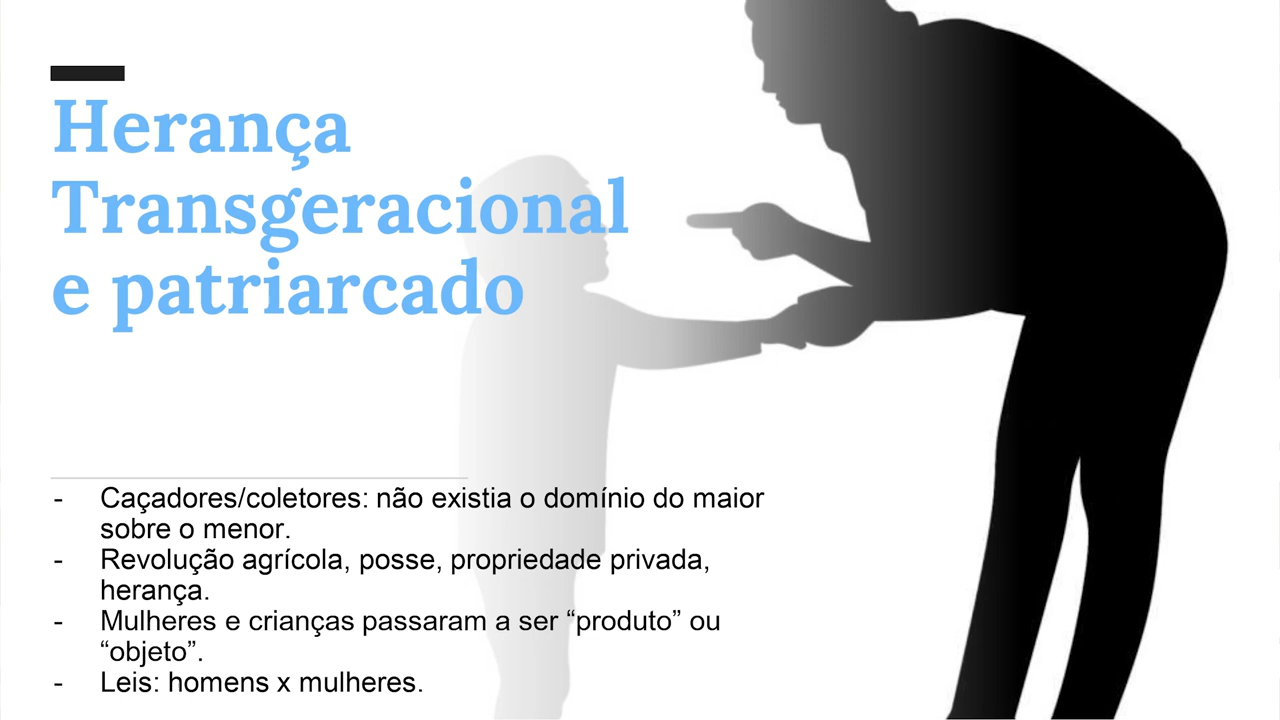 Herança
Transgeracional
e patriarcado
- Caçadores/coletores: não existia o domínio do maior
sobre o menor.
- Revolução agrícola, posse, propriedade privada,
herança.
- Mulheres e crianças passaram a ser “produto” ou
“objeto”.
- Leis: homens x mulheres.